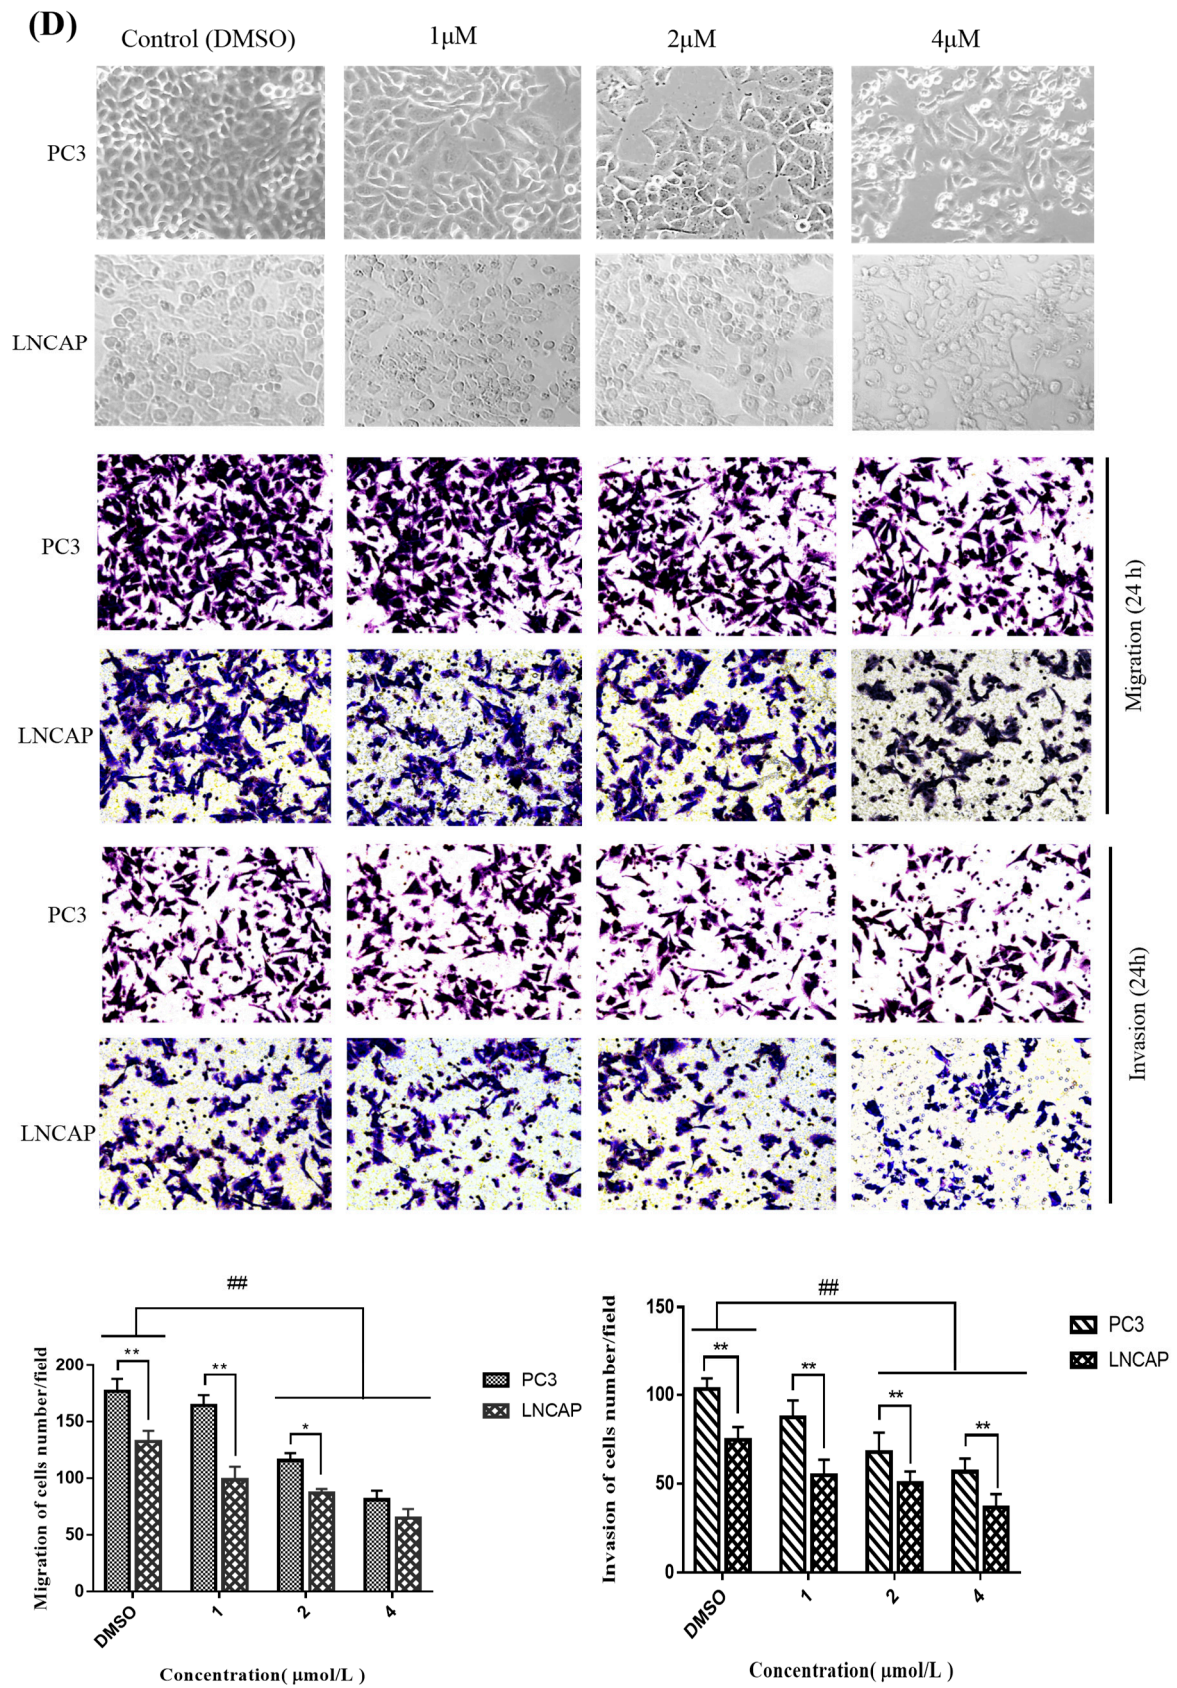 (D)
Control (DMSO)
1μM
2μM
4μM
PC3
LNCAP
PC3
LNCAP
Migration (24 h)
PC3
LNCAP
Invasion (24h)
##
**
**
*
200
150
100
50
0
Migration of cells number/field
PC3
LNCAP
DMSO
1
2
4
Concentration( μmol/L )
##
**
**
**
**
150
100
50
0
Invasion of cells number/field
PC3
LNCAP
DMSO
1
2
4
Concentration( μmol/L )